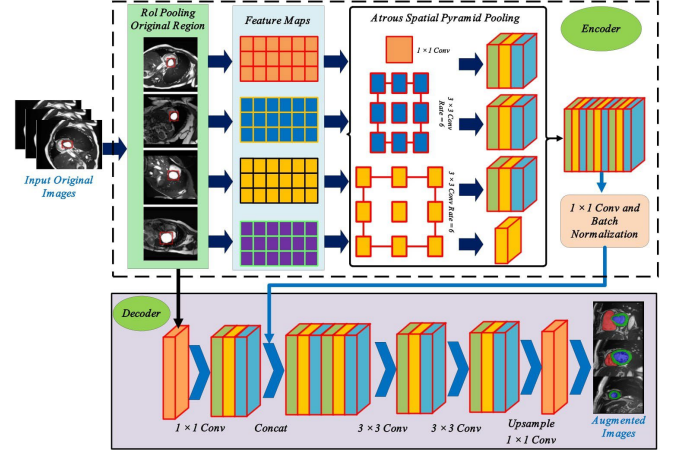 RoI Pooling
Original Region
Feature Maps
Atrous Spatial Pyramid Pooling
Encoder
1 × 1 Conv
3 × 3 Conv
Rate = 6
3 × 3 Conv Rate = 6
Input Original
Images
1 × 1 Conv and
Batch
Normalization
Decoder
1 × 1 Conv
Concat
3 × 3 Conv
3 × 3 Conv
Upsample
1 × 1 Conv
Augmented
Images